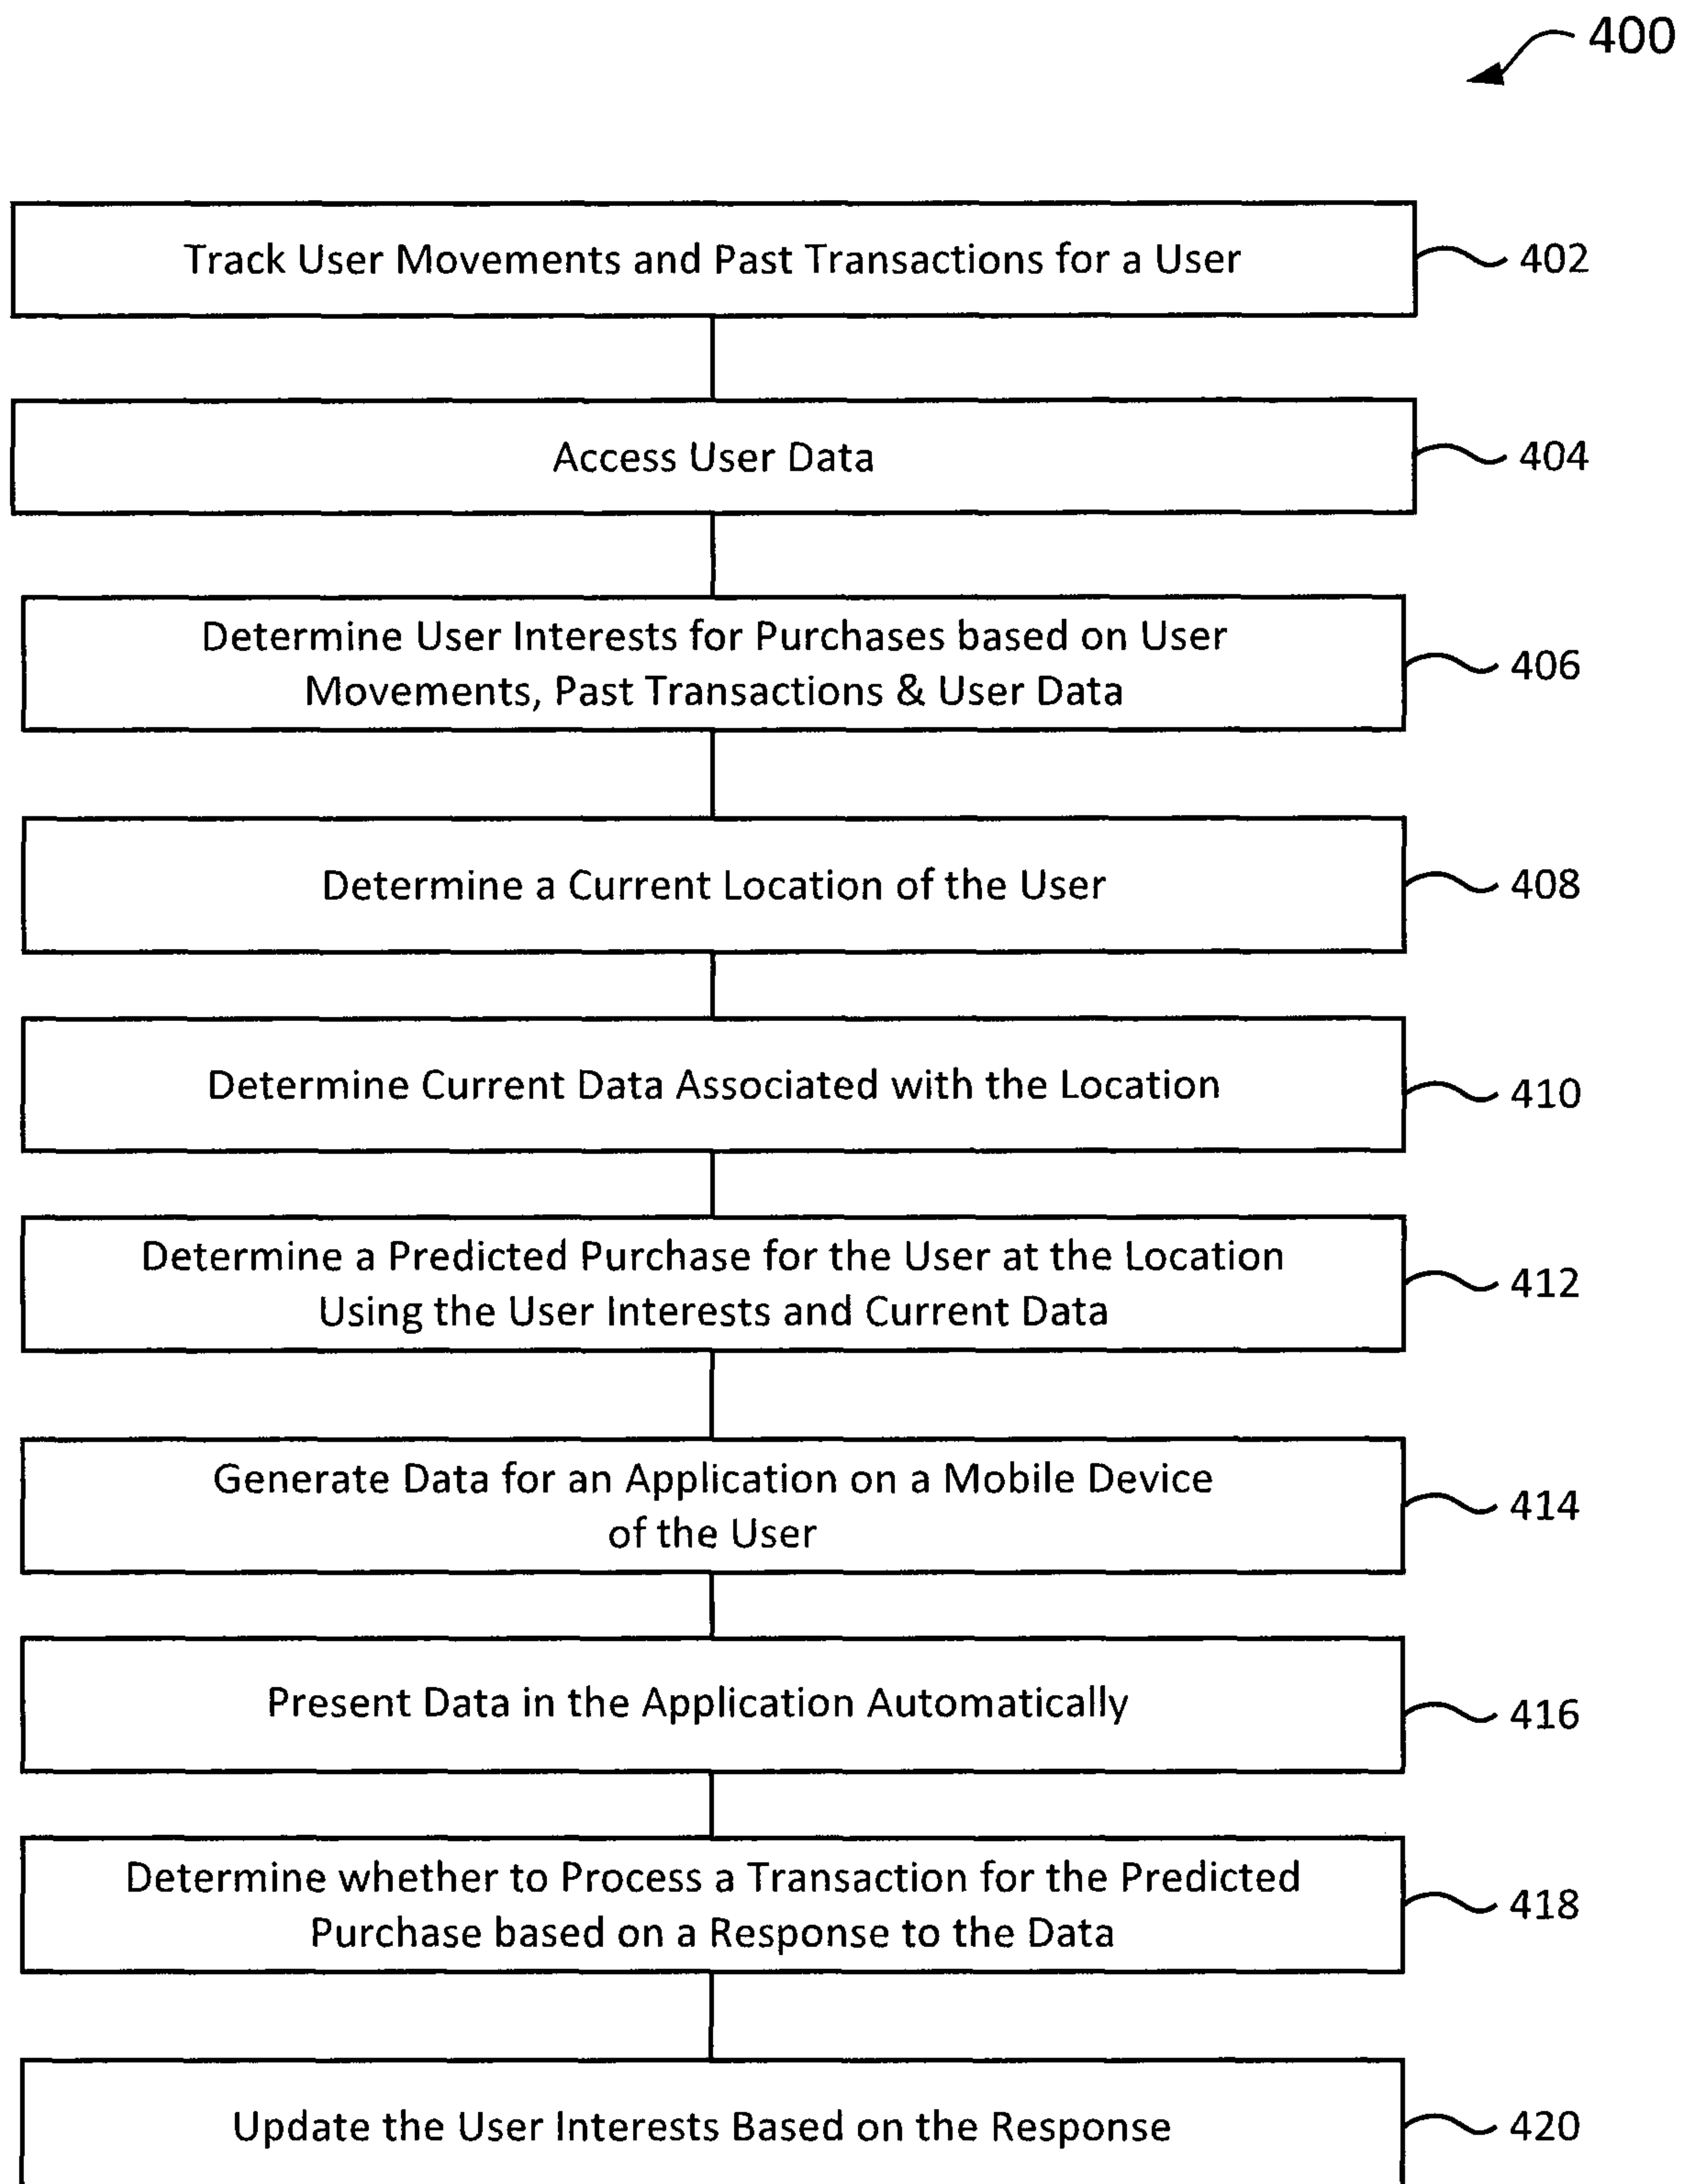 400
Track User Movements and Past Transactions for a User
402
Access User Data
404
Determine User Interests for Purchases based on User
Movements, Past Transactions & User Data
406
Determine a Current Location of the User
408
Determine Current Data Associated with the Location
410
Determine a Predicted Purchase for the User at the Location
Using the User Interests and Current Data
412
Generate Data for an Application on a Mobile Device
of the User
414
Present Data in the Application Automatically
416
Determine whether to Process a Transaction for the Predicted
Purchase based on a Response to the Data
418
Update the User Interests Based on the Response
420